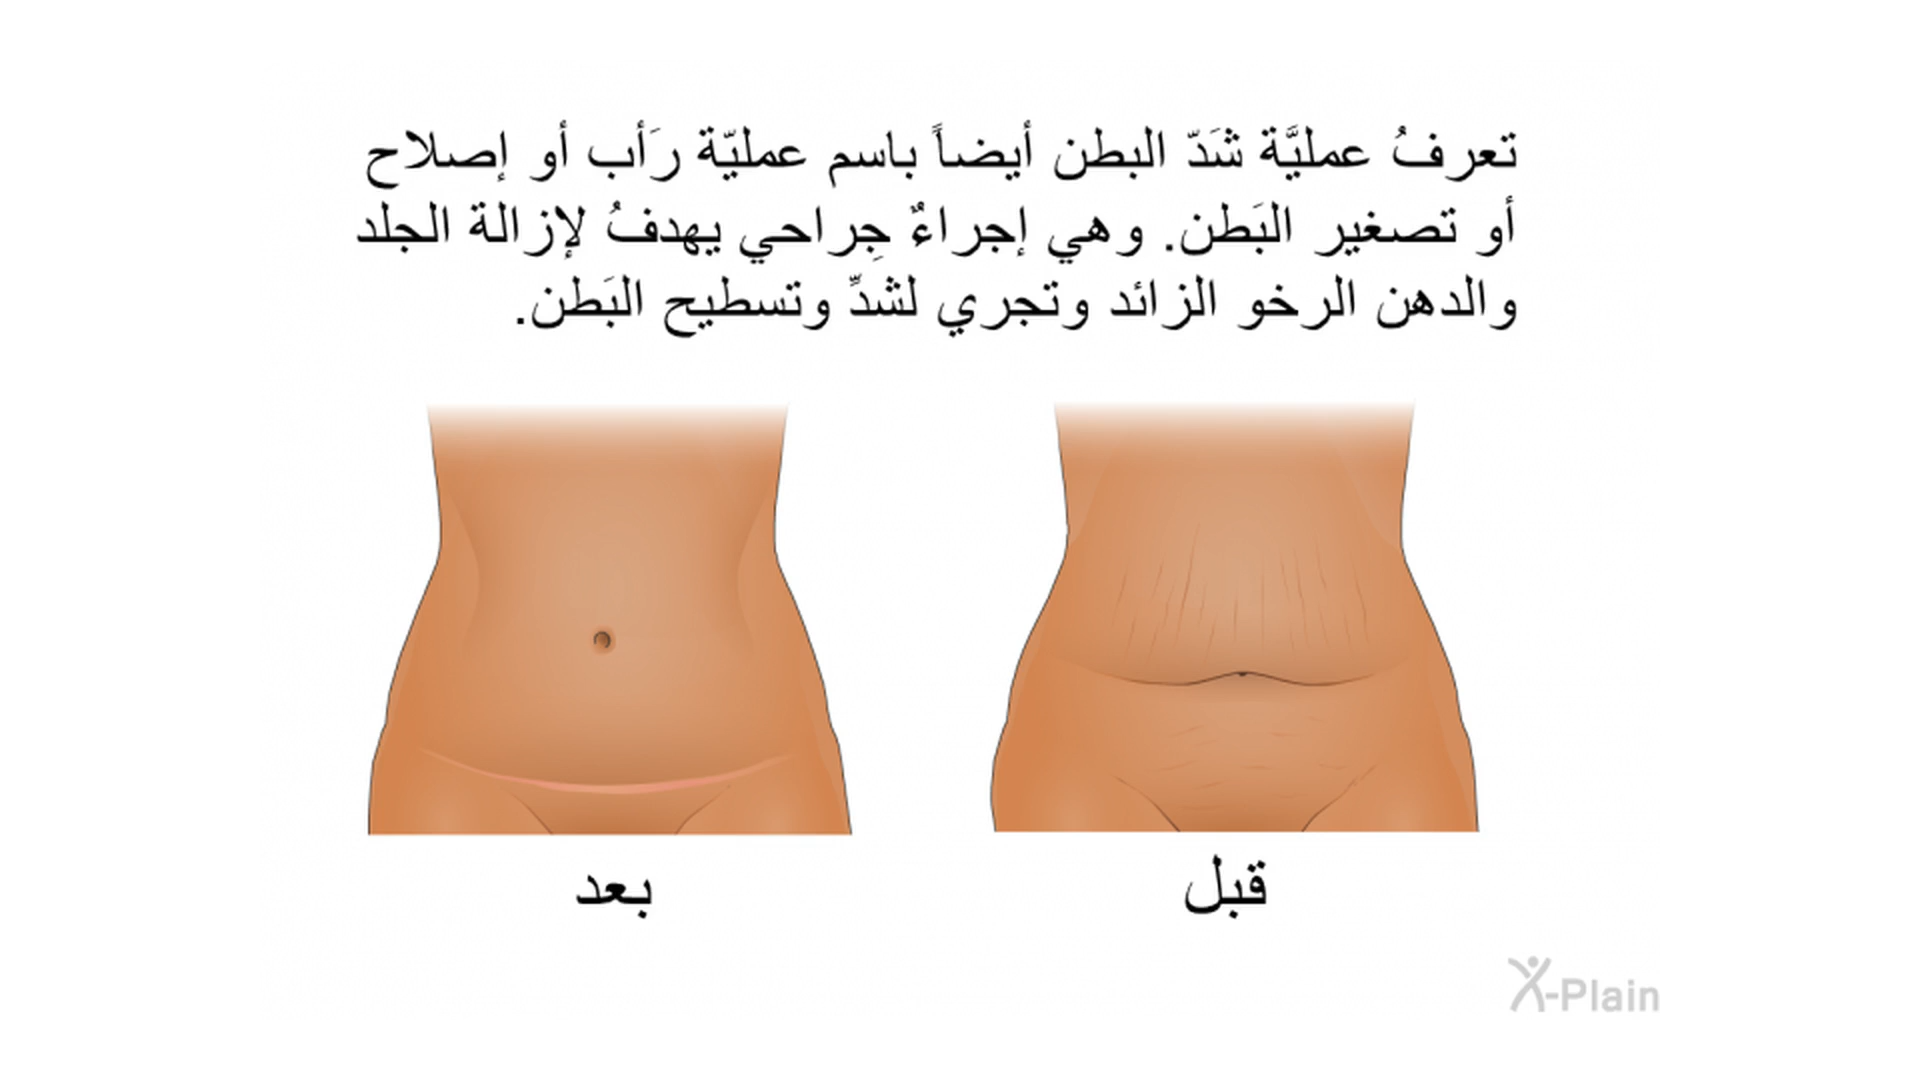 تعرفُ عمليَّة شَدّ البطن أيضاً باسم عمليّة رَأب أو إصلاح
أو تصغير البَطن. وهي إجراءٌ جِراحي يهدفُ لإزالة الجلد
والدهن الرخو الزائد وتجري لشدِّ وتسطيح البَطن.
قبل
بعد
X-Plain